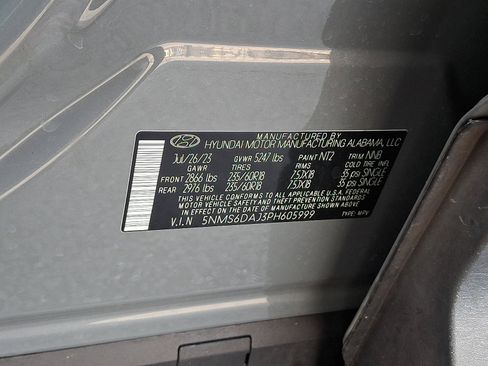 MANUFACTURED BY
HYUNDAI MOTOR MANUFACTURING ALABAMA, LLC
Jul/26/23 GVWR 5247 lbs PAINT NT2 TRIM NNB
GAWR TIRES RIMS COLD TIRE INFL.
FRONT 2866 lbs 235/60R18 7.5JX18 35 psi SINGLE
REAR 2976 lbs 235/60R18 7.5JX18 35 psi SINGLE
THIS VEHICLE CONFORMS TO ALL APPLICABLE U.S.A. FEDERAL
MOTOR VEHICLE SAFETY AND THEFT PREVENTION STANDARDS
IN EFFECT ON THE DATE OF MANUFACTURE SHOWN ABOVE.
V.I.N 5NMS6DAJ3PH605999 TYPE: MPV